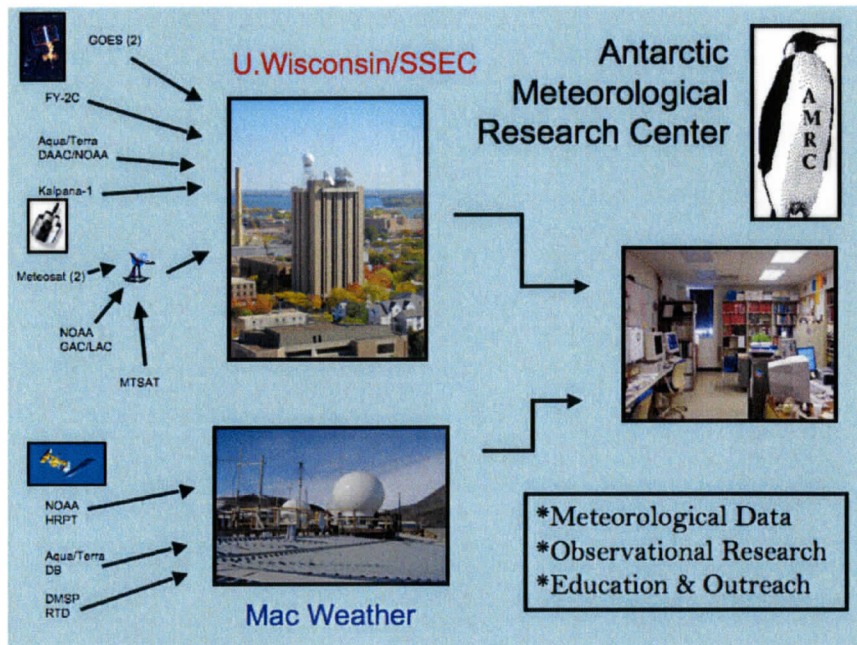 GOES (2)
U.Wisconsin/SSEC
Antarctic
Meteorological
Research Center
A
M
R
C
FY-2C
Aqua/Terra
DAAC/NOAA
Kalpana-1
Meteosat (2)
NOAA
GAC/LAC
MTSAT
NOAA
HRPT
Aqua/Terra
DB
DMSP
RTD
Mac Weather
*Meteorological Data
*Observational Research
*Education & Outreach